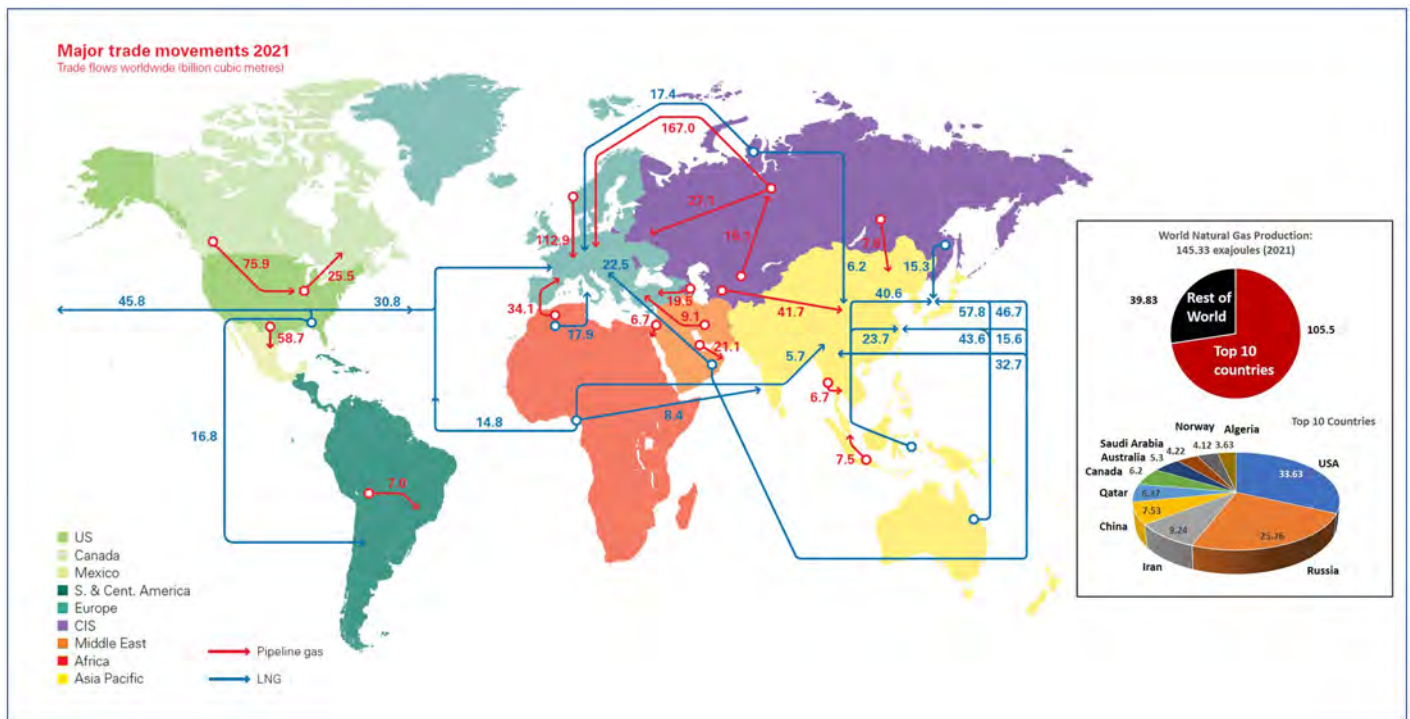 Major trade movements 2021
Trade flows worldwide (billion cubic metres)
17.4
167.0
27.1
112.9
7.6
22.5
6.2
15.3
75.9
25.5
40.6
45.8
30.8
34.1
19.5
41.7
57.8
46.7
9.1
6.7
77.9
58.7
21.1
23.7
43.6
15.6
5.7
32.7
6.7
14.8
8.4
16.8
7.5
7.0
US
Canada
Mexico
S. & Cent. America
Europe
CIS
Middle East
Africa
Asia Pacific
Pipeline gas
LNG
World Natural Gas Production:
145.33 exajoules (2021)
39.83
Rest of
World
105.5
Top 10
countries
Top 10 Countries
Norway
Algeria
Saudi Arabia
4.12
3.63
4.22
Australia
5.3
USA
33.63
Canada
6.2
Qatar
6.37
7.53
China
9.24
25.26
Iran
Russia